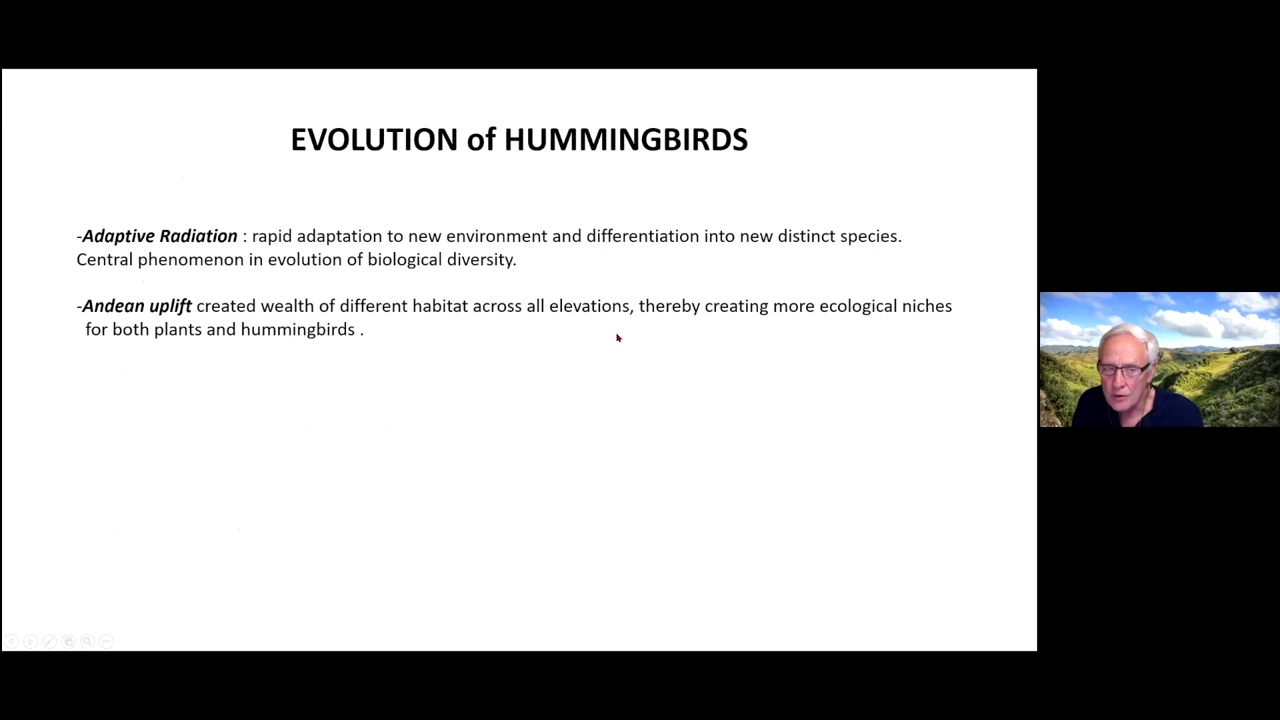 EVOLUTION of HUMMINGBIRDS
-Adaptive Radiation : rapid adaptation to new environment and differentiation into new distinct species.
Central phenomenon in evolution of biological diversity.
-Andean uplift created wealth of different habitat across all elevations, thereby creating more ecological niches
for both plants and hummingbirds .